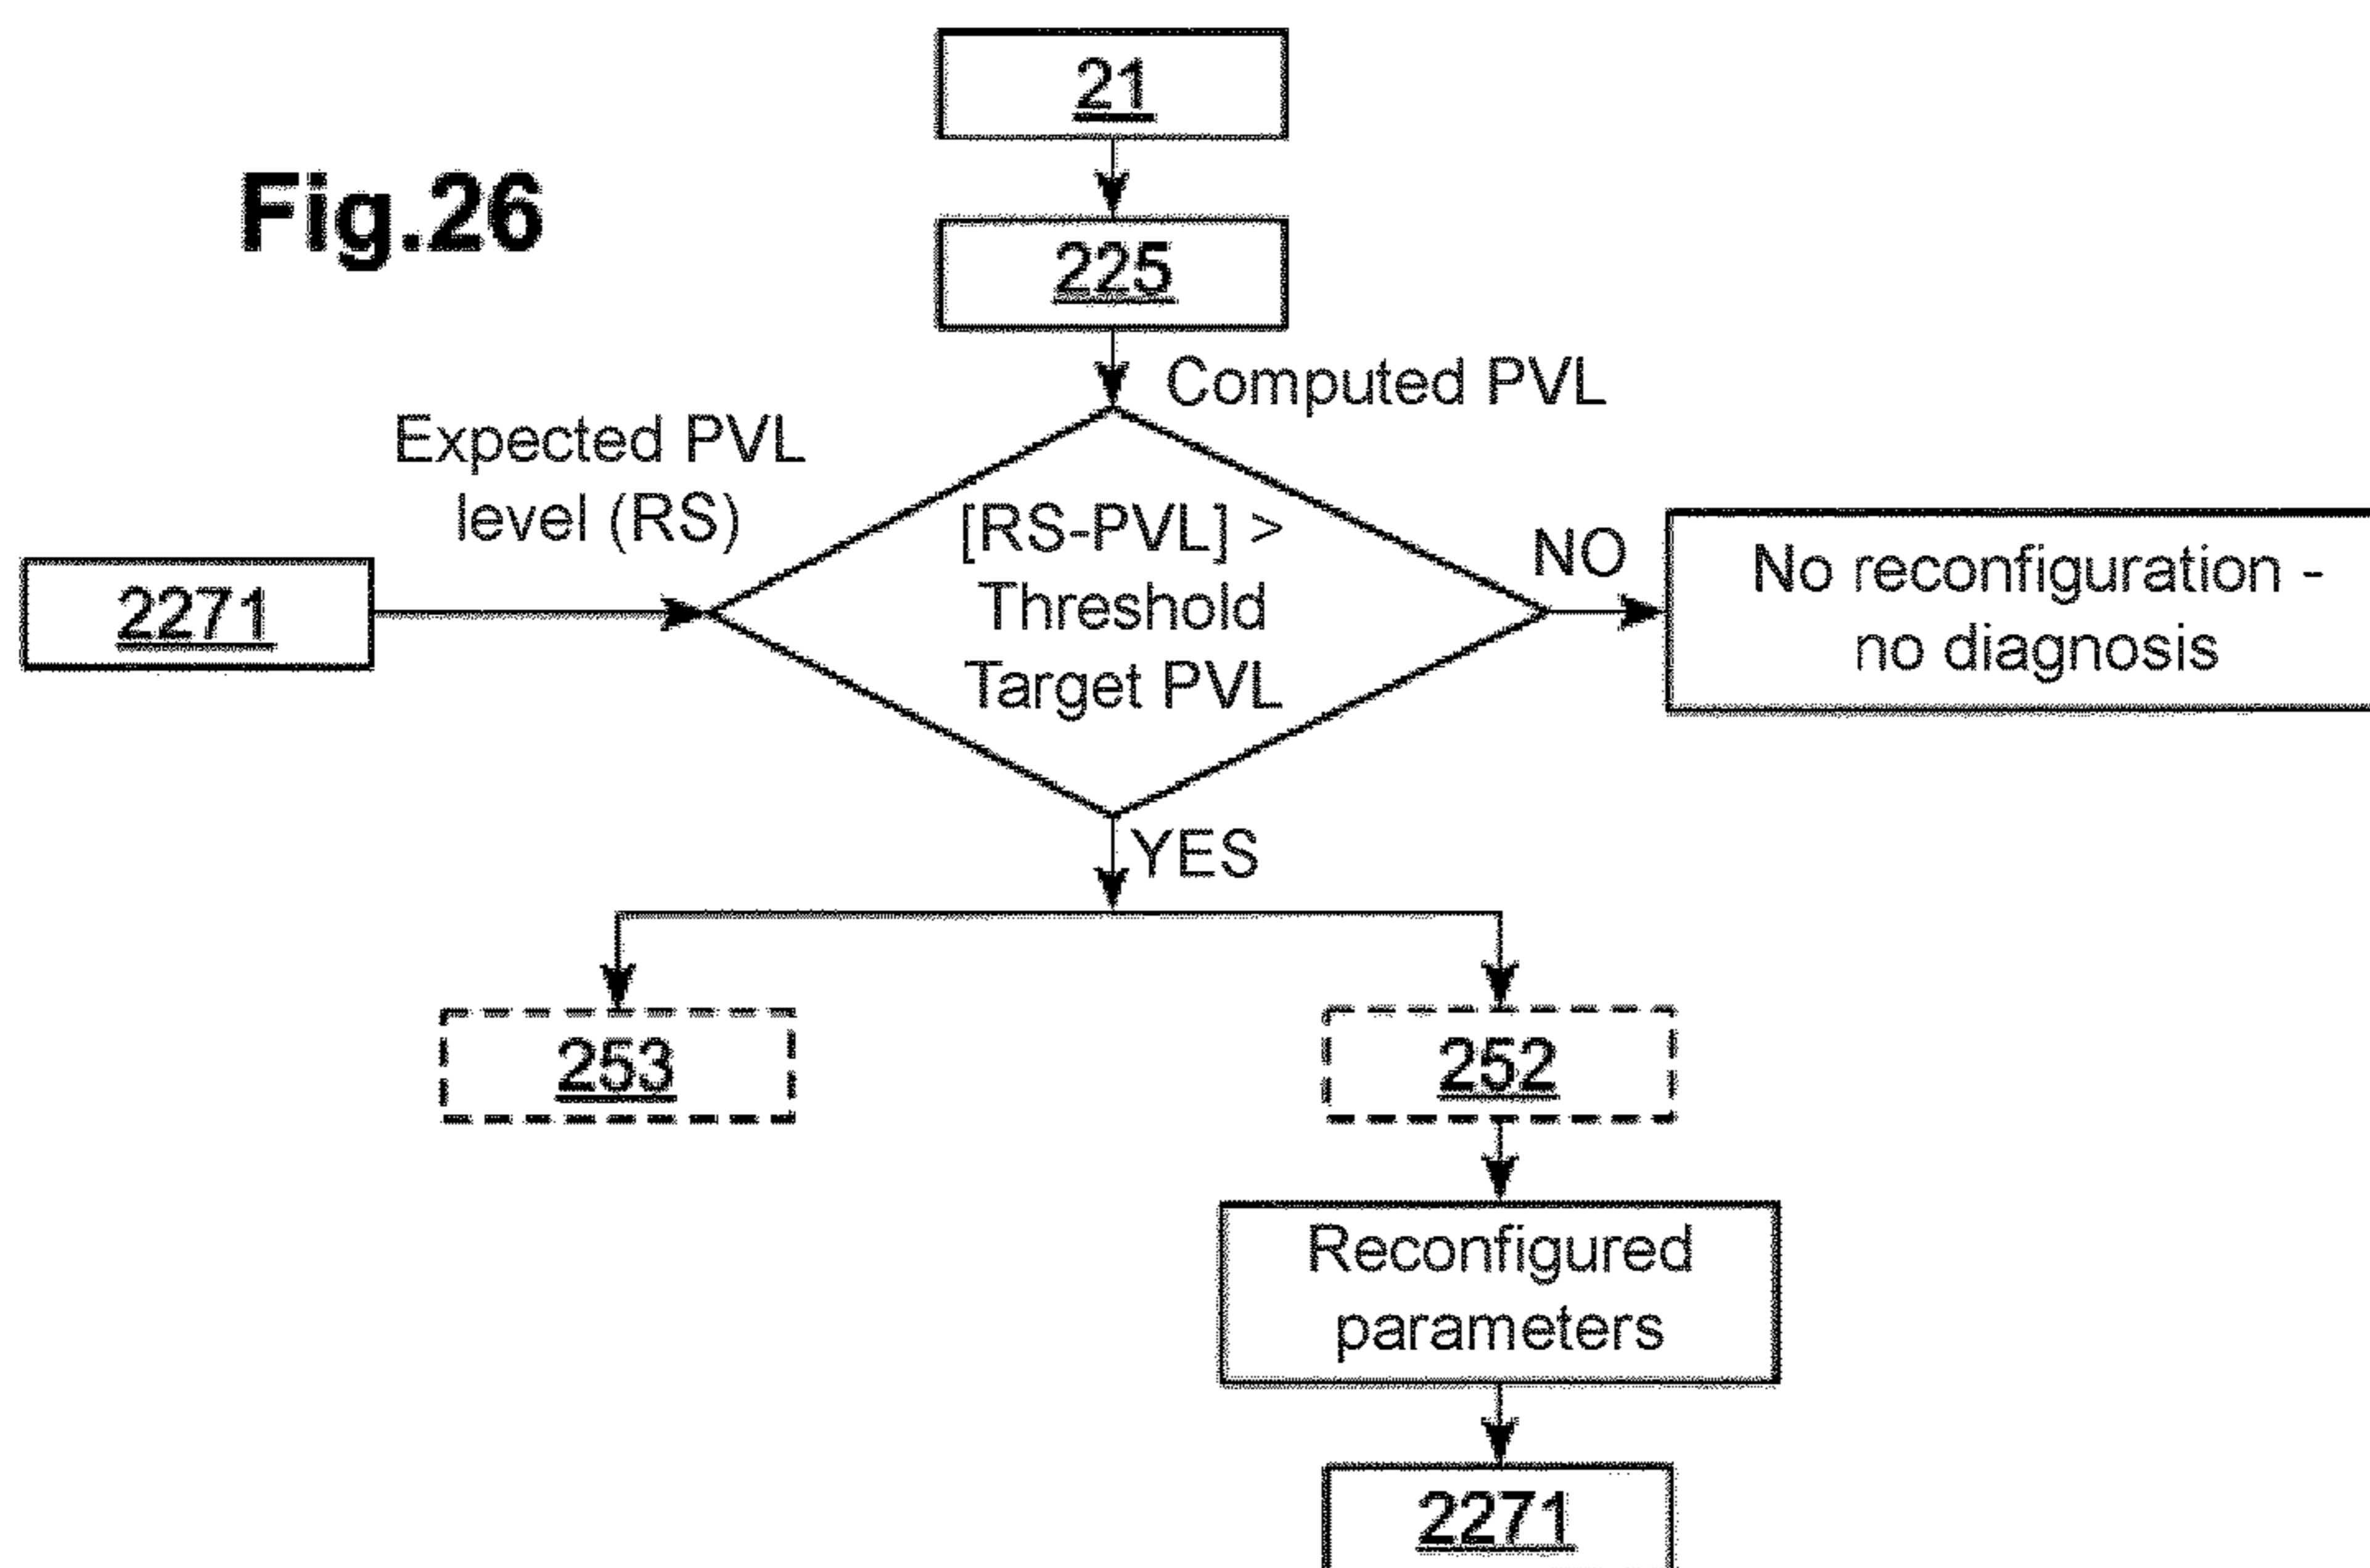 21
Fig.26
225
Computed PVL
Expected PVL
level (RS)
[RS-PVL] >
Threshold
Target PVL
2271
NO
No reconfiguration -
no diagnosis
YES
253
252
Reconfigured
parameters
2271